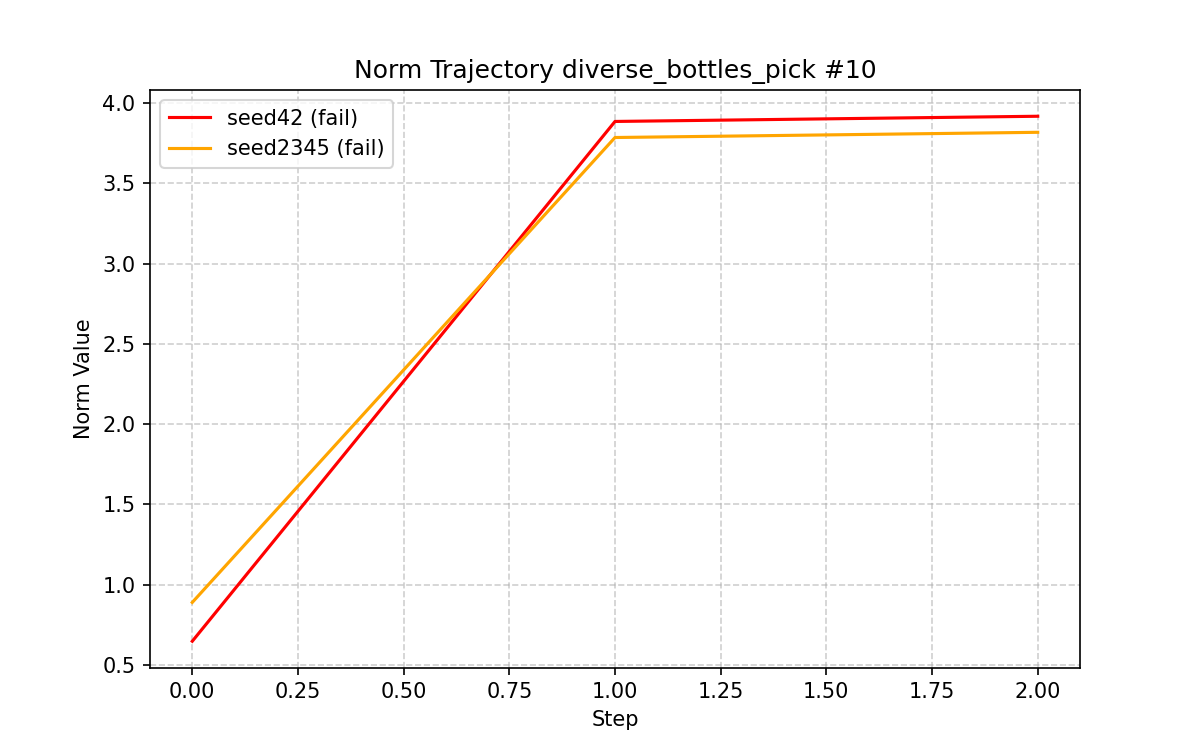 Norm Trajectory diverse_bottles_pick #10
seed42 (fail)
seed2345 (fail)
4.0
3.5
3.0
2.5
2.0
1.5
1.0
0.5
Norm Value
0.00 0.25 0.50 0.75 1.00 1.25 1.50 1.75 2.00
Step